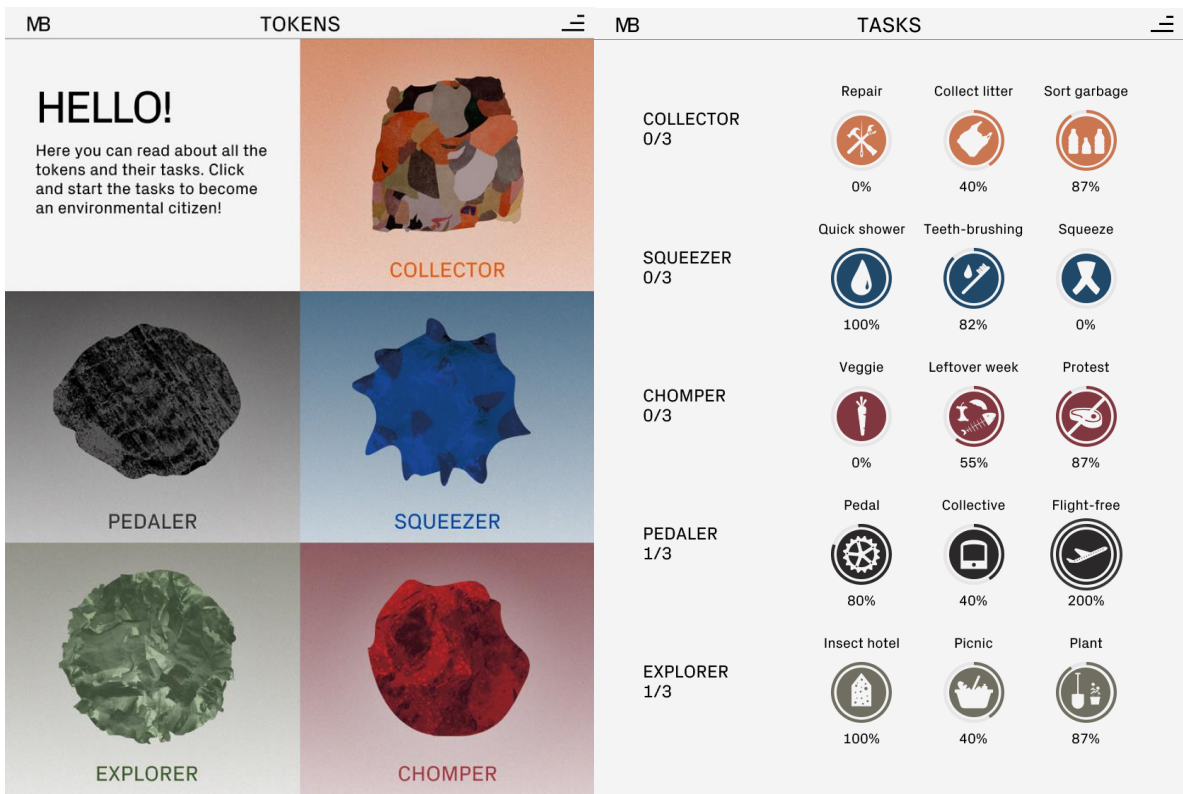 MB
TOKENS
HELLO!
Here you can read about all the
tokens and their tasks. Click
and start the tasks to become
an environmental citizen!
COLLECTOR
PEDALER
SQUEEZER
EXPLORER
CHOMPER
MB
TASKS
COLLECTOR
0/3
Repair
Collect litter
Sort garbage
0%
40%
87%
SQUEEZER
0/3
Quick shower
Teeth-brushing
Squeeze
100%
82%
0%
CHOMPER
0/3
Veggie
Leftover week
Protest
0%
55%
87%
PEDALER
1/3
Pedal
Collective
Flight-free
80%
40%
200%
EXPLORER
1/3
Insect hotel
Picnic
Plant
100%
40%
87%